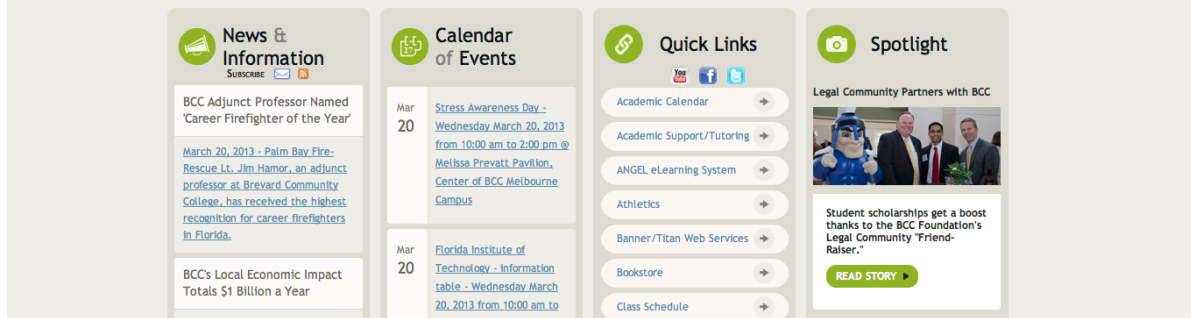 News &
Information
SUBSCRIBE
BCC Adjunct Professor Named
'Career Firefighter of the Year'
March 20, 2013 - Palm Bay Fire-
Rescue Lt. Jim Hamor, an adjunct
professor at Brevard Community
College, has received the highest
recognition for career firefighters
in Florida.
BCC's Local Economic Impact
Totals $1 Billion a Year
Calendar
of Events
Mar
20
Stress Awareness Day -
Wednesday March 20, 2013
from 10:00 am to 2:00 pm @
Melissa Prevatt Pavilion,
Center of BCC Melbourne
Campus
Mar
20
Florida Institute of
Technology - Information
table - Wednesday March
20, 2013 from 10:00 am to
Quick Links
You
Academic Calendar
Academic Support/Tutoring
ANGEL eLearning System
Athletics
Banner/Titan Web Services
Bookstore
Class Schedule
Spotlight
Legal Community Partners with BCC
Student scholarships get a boost
thanks to the BCC Foundation's
Legal Community "Friend-
Raiser."
READ STORY